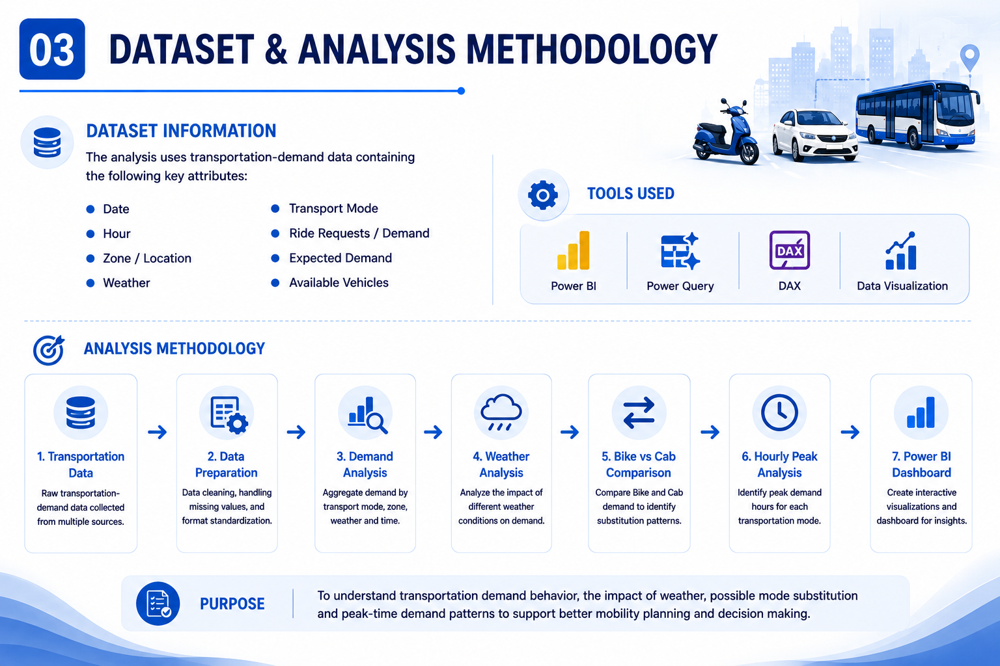 03
DATASET & ANALYSIS METHODOLOGY
DATASET INFORMATION
The analysis uses transportation-demand data containing
the following key attributes:
Date
Hour
Zone / Location
Weather
Transport Mode
Ride Requests / Demand
Expected Demand
Available Vehicles
TOOLS USED
Power BI
Power Query
DAX
DAX
Data Visualization
ANALYSIS METHODOLOGY
1. Transportation
Data
Raw transportation-
demand data collected
from multiple sources.
2. Data
Preparation
Data cleaning, handling
missing values, and
format standardization.
3. Demand
Analysis
Aggregate demand by
transport mode, zone,
weather and time.
4. Weather
Analysis
Analyze the impact of
different weather
conditions on demand.
5. Bike vs Cab
Comparison
Compare Bike and Cab
demand to identify
substitution patterns.
6. Hourly Peak
Analysis
Identify peak demand
hours for each
transportation mode.
7. Power BI
Dashboard
Create interactive
visualizations and
dashboard for insights.
PURPOSE
To understand transportation demand behavior, the impact of weather, possible mode substitution
and peak-time demand patterns to support better mobility planning and decision making.